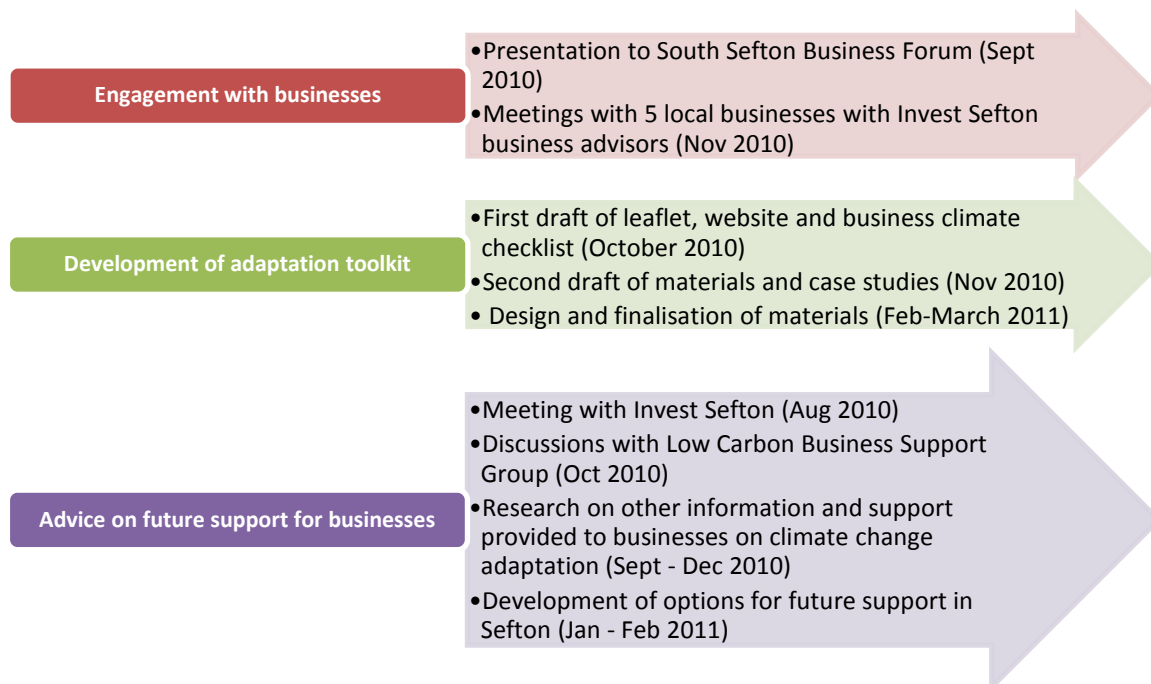 Engagement with businesses
•Presentation to South Sefton Business Forum (Sept
2010)
•Meetings with 5 local businesses with Invest Sefton
business advisors (Nov 2010)
Development of adaptation toolkit
•First draft of leaflet, website and business climate
checklist (October 2010)
•Second draft of materials and case studies (Nov 2010)
• Design and finalisation of materials (Feb-March 2011)
Advice on future support for businesses
•Meeting with Invest Sefton (Aug 2010)
•Discussions with Low Carbon Business Support
Group (Oct 2010)
•Research on other information and support
provided to businesses on climate change
adaptation (Sept - Dec 2010)
•Development of options for future support in
Sefton (Jan - Feb 2011)